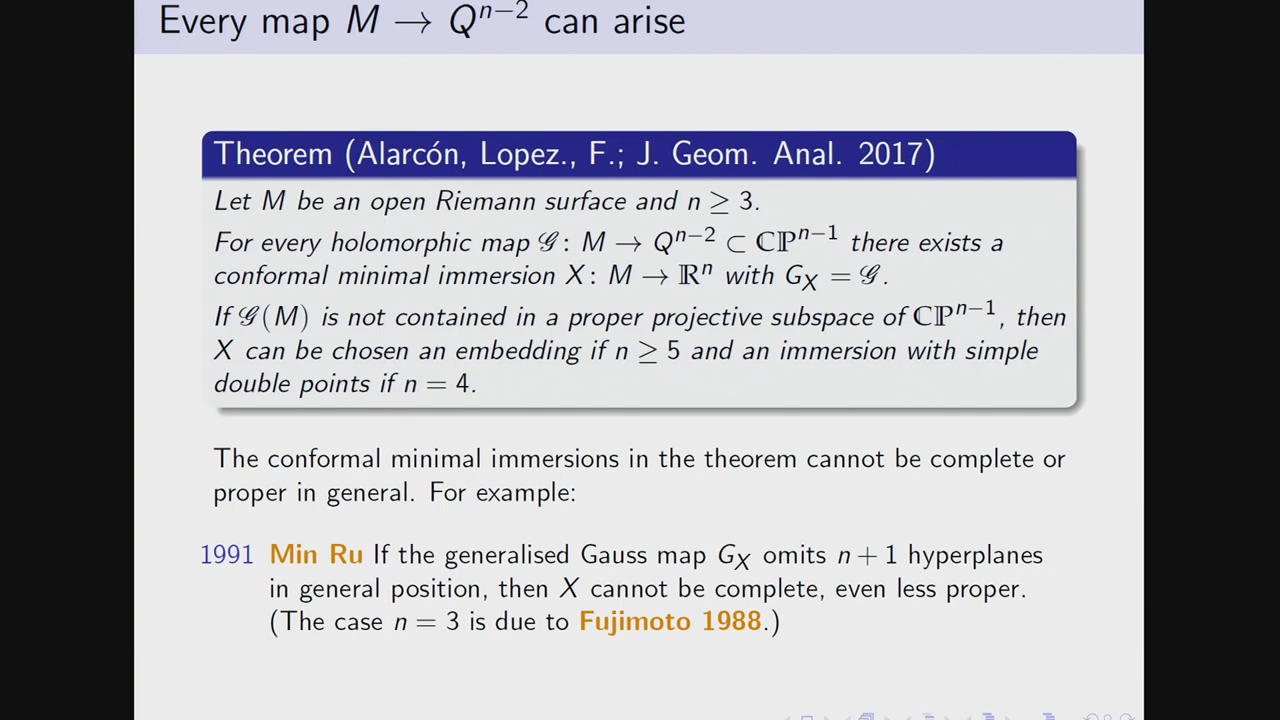 Every map M → Qⁿ⁻² can arise
Theorem (Alarcón, Lopez., F.; J. Geom. Anal. 2017)
Let M be an open Riemann surface and n ≥ 3.
For every holomorphic map 𝒢 : M → Qⁿ⁻² ⊂ ℂℙⁿ⁻¹ there exists a
conformal minimal immersion X : M → ℝⁿ with G_X = 𝒢.
If 𝒢(M) is not contained in a proper projective subspace of ℂℙⁿ⁻¹, then
X can be chosen an embedding if n ≥ 5 and an immersion with simple
double points if n = 4.
The conformal minimal immersions in the theorem cannot be complete or
proper in general. For example:
1991 Min Ru If the generalised Gauss map G_X omits n + 1 hyperplanes
in general position, then X cannot be complete, even less proper.
(The case n = 3 is due to Fujimoto 1988.)